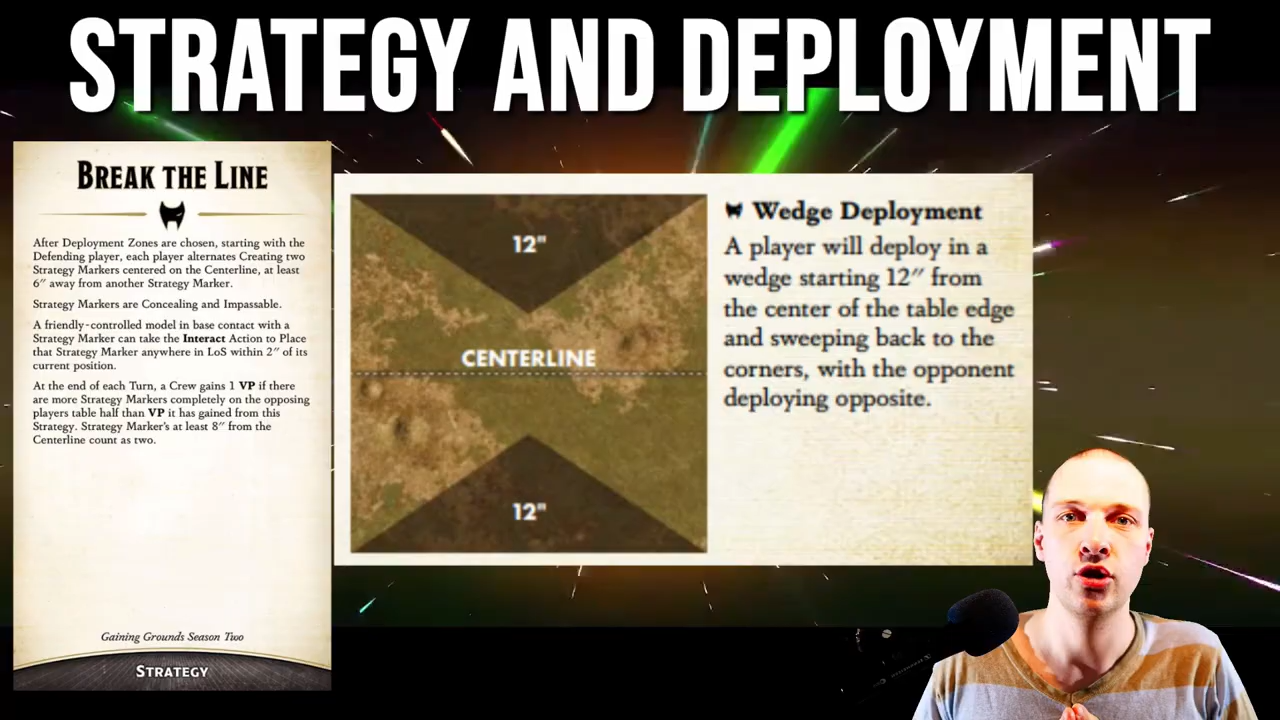 STRATEGY AND DEPLOYMENT
BREAK THE LINE
After Deployment Zones are chosen, starting with the
Defending player, each player alternates Creating two
Strategy Markers centered on the Centerline, at least
6″ away from another Strategy Marker.
Strategy Markers are Concealing and Impassable.
A friendly-controlled model in base contact with a
Strategy Marker can take the Interact Action to Place
that Strategy Marker anywhere in LoS within 2″ of its
current position.
At the end of each Turn, a Crew gains 1 VP if there
are more Strategy Markers completely on the opposing
players table half than VP it has gained from this
Strategy. Strategy Marker's at least 8″ from the
Centerline count as two.
Gaining Grounds Season Two
STRATEGY
12"
CENTERLINE
12"
Wedge Deployment
A player will deploy in a
wedge starting 12″ from
the center of the table edge
and sweeping back to the
corners, with the opponent
deploying opposite.